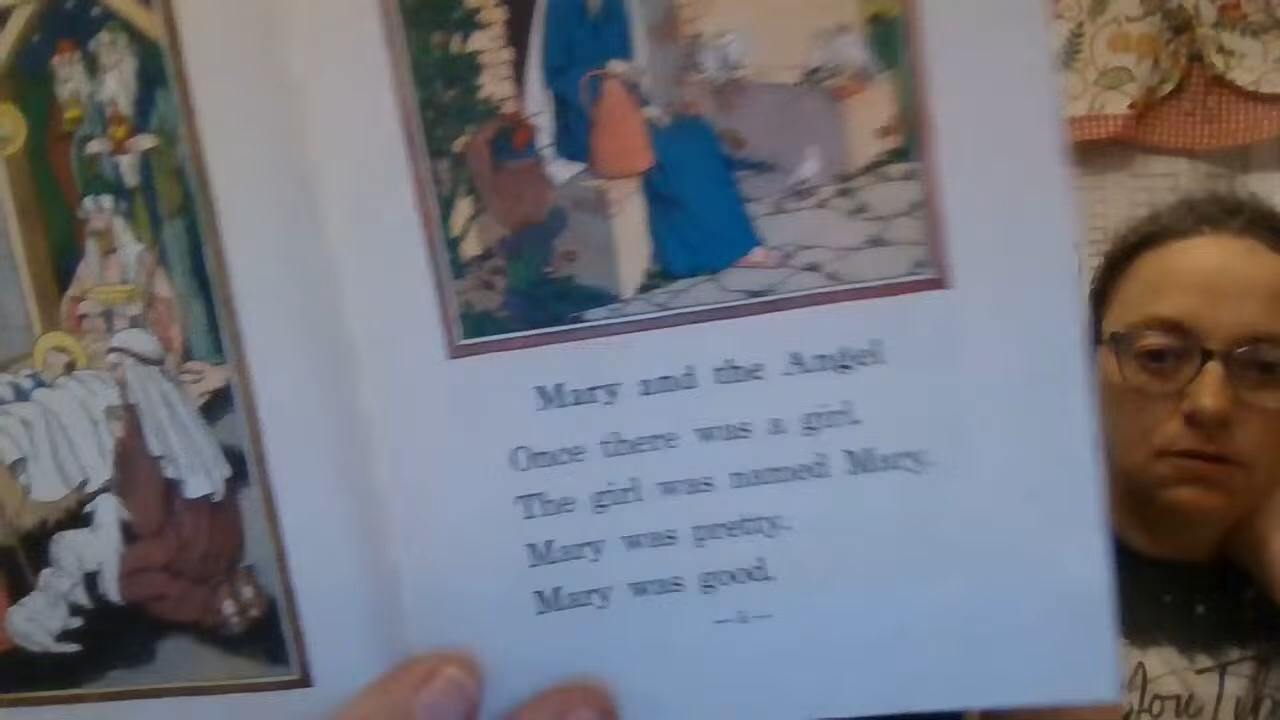 Mary and the Angel
Once there was a girl.
The girl was named Mary.
Mary was pretty.
Mary was good.